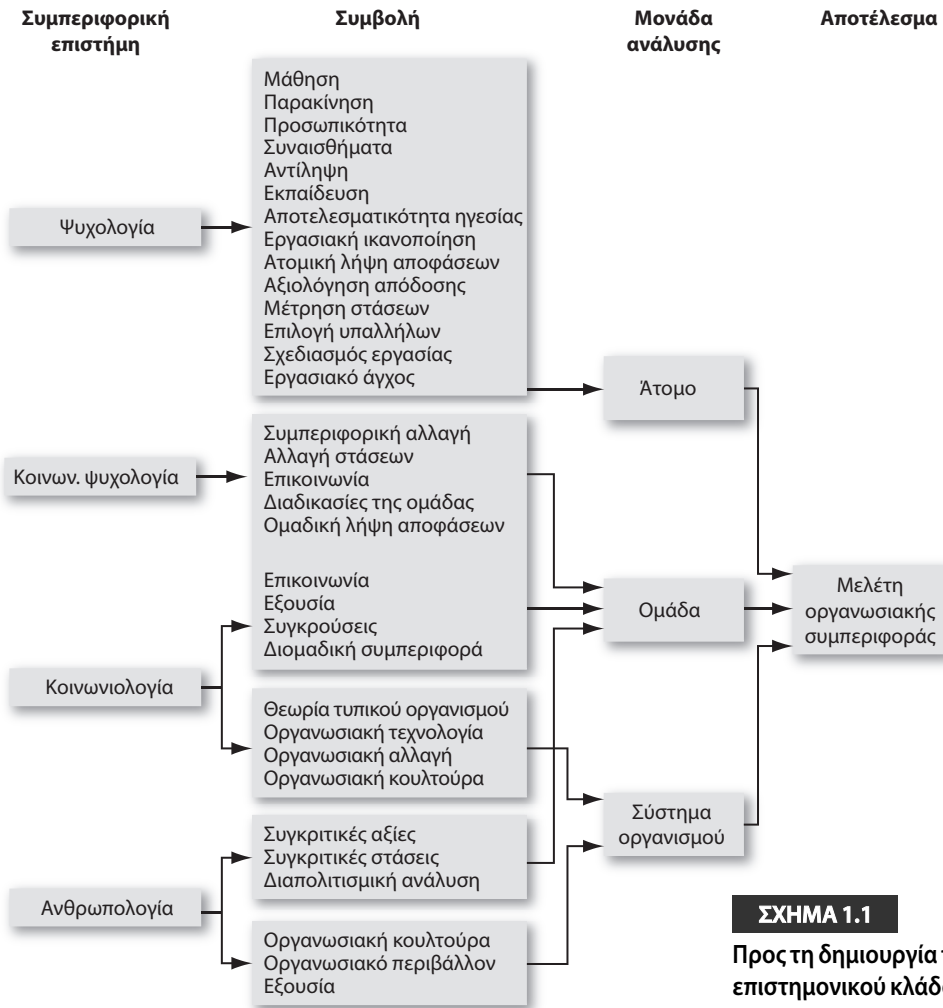 Συμπεριφορική
επιστήμη
Συμβολή
Μονάδα
ανάλυσης
Αποτέλεσμα
Ψυχολογία
Μάθηση
Παρακίνηση
Προσωπικότητα
Συναισθήματα
Αντίληψη
Εκπαίδευση
Αποτελεσματικότητα ηγεσίας
Εργασιακή ικανοποίηση
Ατομική λήψη αποφάσεων
Αξιολόγηση απόδοσης
Μέτρηση στάσεων
Επιλογή υπαλλήλων
Σχεδιασμός εργασίας
Εργασιακό άγχος
Άτομο
Κοινων. ψυχολογία
Συμπεριφορική αλλαγή
Αλλαγή στάσεων
Επικοινωνία
Διαδικασίες της ομάδας
Ομαδική λήψη αποφάσεων
Επικοινωνία
Εξουσία
Συγκρούσεις
Διομαδική συμπεριφορά
Ομάδα
Μελέτη
οργανωσιακής
συμπεριφοράς
Κοινωνιολογία
Θεωρία τυπικού οργανισμού
Οργανωσιακή τεχνολογία
Οργανωσιακή αλλαγή
Οργανωσιακή κουλτούρα
Σύστημα
οργανισμού
Ανθρωπολογία
Συγκριτικές αξίες
Συγκριτικές στάσεις
Διαπολιτισμική ανάλυση
Οργανωσιακή κουλτούρα
Οργανωσιακό περιβάλλον
Εξουσία
ΣΧΗΜΑ 1.1
Προς τη δημιουργία
επιστημονικού